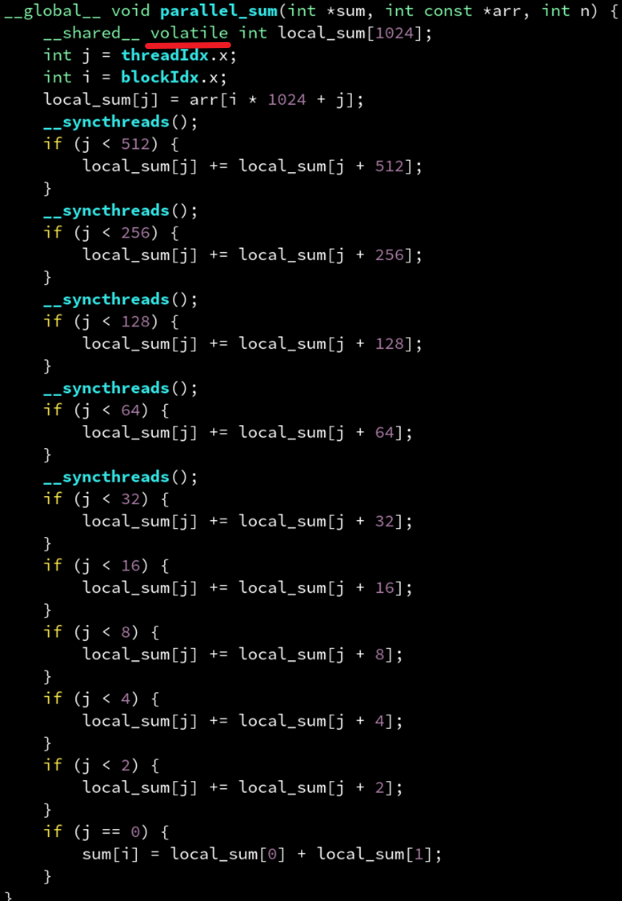 __global__ void parallel_sum(int *sum, int const *arr, int n) {
    __shared__ volatile int local_sum[1024];
    int j = threadIdx.x;
    int i = blockIdx.x;
    local_sum[j] = arr[i * 1024 + j];
    __syncthreads();
    if (j < 512) {
        local_sum[j] += local_sum[j + 512];
    }
    __syncthreads();
    if (j < 256) {
        local_sum[j] += local_sum[j + 256];
    }
    __syncthreads();
    if (j < 128) {
        local_sum[j] += local_sum[j + 128];
    }
    __syncthreads();
    if (j < 64) {
        local_sum[j] += local_sum[j + 64];
    }
    __syncthreads();
    if (j < 32) {
        local_sum[j] += local_sum[j + 32];
    }
    if (j < 16) {
        local_sum[j] += local_sum[j + 16];
    }
    if (j < 8) {
        local_sum[j] += local_sum[j + 8];
    }
    if (j < 4) {
        local_sum[j] += local_sum[j + 4];
    }
    if (j < 2) {
        local_sum[j] += local_sum[j + 2];
    }
    if (j == 0) {
        sum[i] = local_sum[0] + local_sum[1];
    }
}